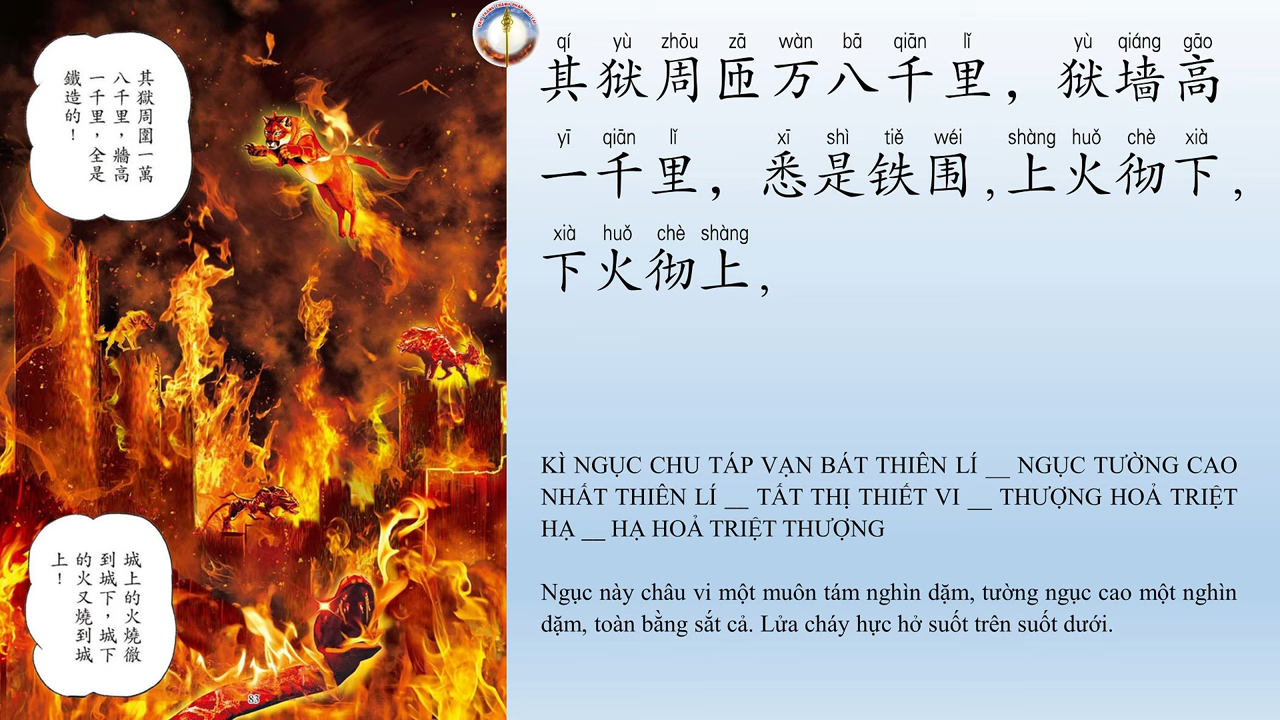 其獄周圍一萬
八千里，牆高
一千里，全是
鐵造的！
城上的火燒徹
到城下，城下
的火又燒到城
上！
83
qí yù zhōu zā wàn bā qiān lǐ yù qiáng gāo
其狱周匝万八千里，狱墙高
yī qiān lǐ xī shì tiě wéi shàng huǒ chè xià
一千里，悉是铁围,上火彻下,
xià huǒ chè shàng
下火彻上,
KÌ NGỤC CHU TÁP VẠN BÁT THIÊN LÍ __ NGỤC TƯỜNG CAO
NHẤT THIÊN LÍ __ TẤT THỊ THIẾT VI __ THƯỢNG HOẢ TRIỆT
HẠ __ HẠ HOẢ TRIỆT THƯỢNG
Ngục này châu vi một muôn tám nghìn dặm, tường ngục cao một nghìn
dặm, toàn bằng sắt cả. Lửa cháy hực hở suốt trên suốt dưới.